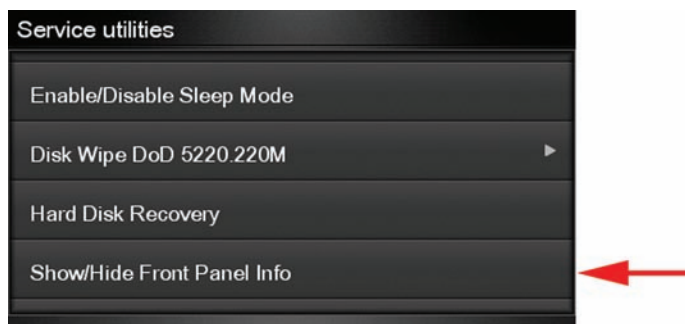 Service utilities
Enable/Disable Sleep Mode
Disk Wipe DoD 5220.220M
Hard Disk Recovery
Show/Hide Front Panel Info